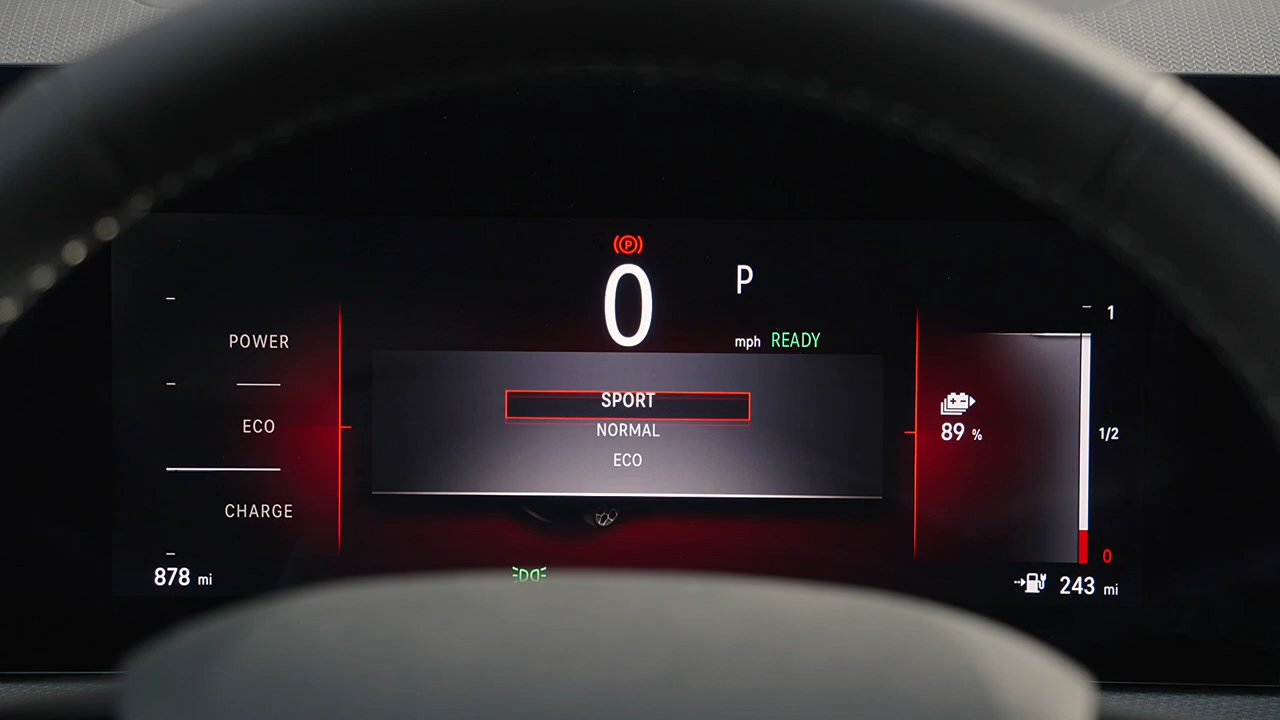 P
0
P
mph READY
POWER
ECO
CHARGE
878 mi
SPORT
NORMAL
ECO
89 %
1
1/2
0
243 mi